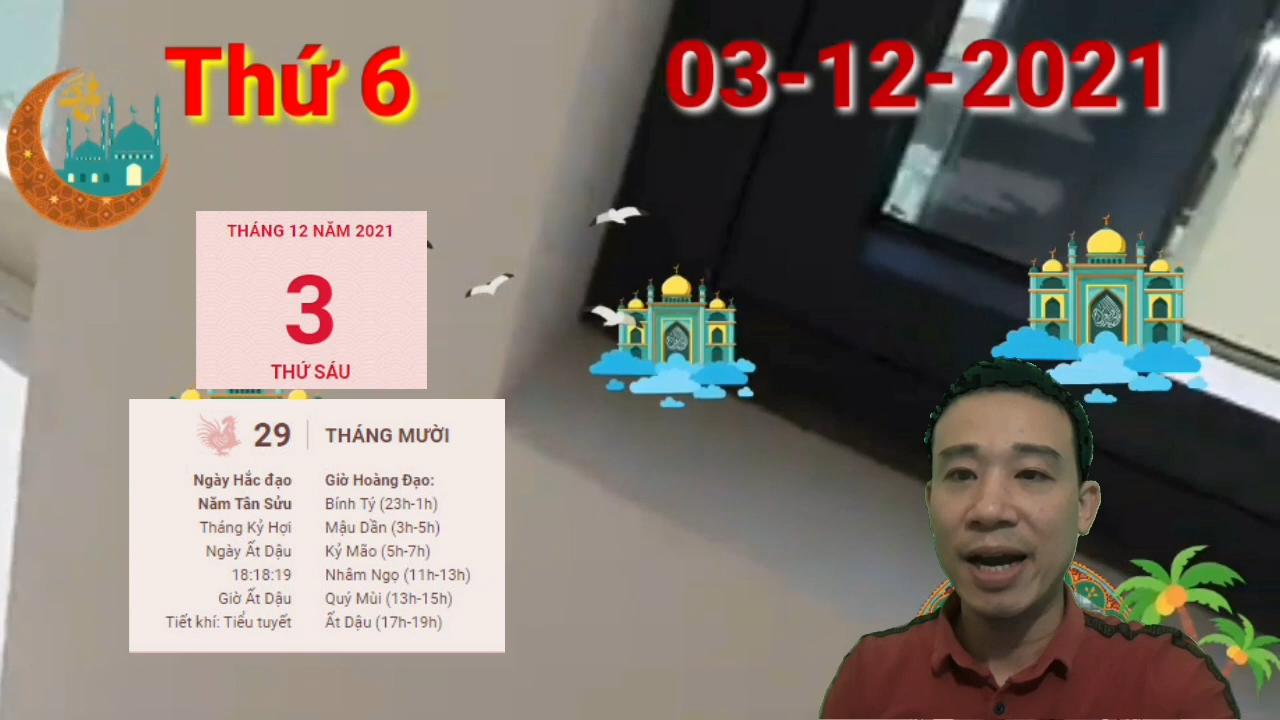 Thứ 6
03-12-2021
THÁNG 12 NĂM 2021
3
THỨ SÁU
29
THÁNG MƯỜI
Ngày Hắc đạo
Giờ Hoàng Đạo:
Năm Tân Sửu
Bính Tý (23h-1h)
Tháng Kỷ Hợi
Mậu Dần (3h-5h)
Ngày Ất Dậu
Kỷ Mão (5h-7h)
18:18:19
Nhâm Ngọ (11h-13h)
Giờ Ất Dậu
Quý Mùi (13h-15h)
Tiết khí: Tiểu tuyết
Ất Dậu (17h-19h)